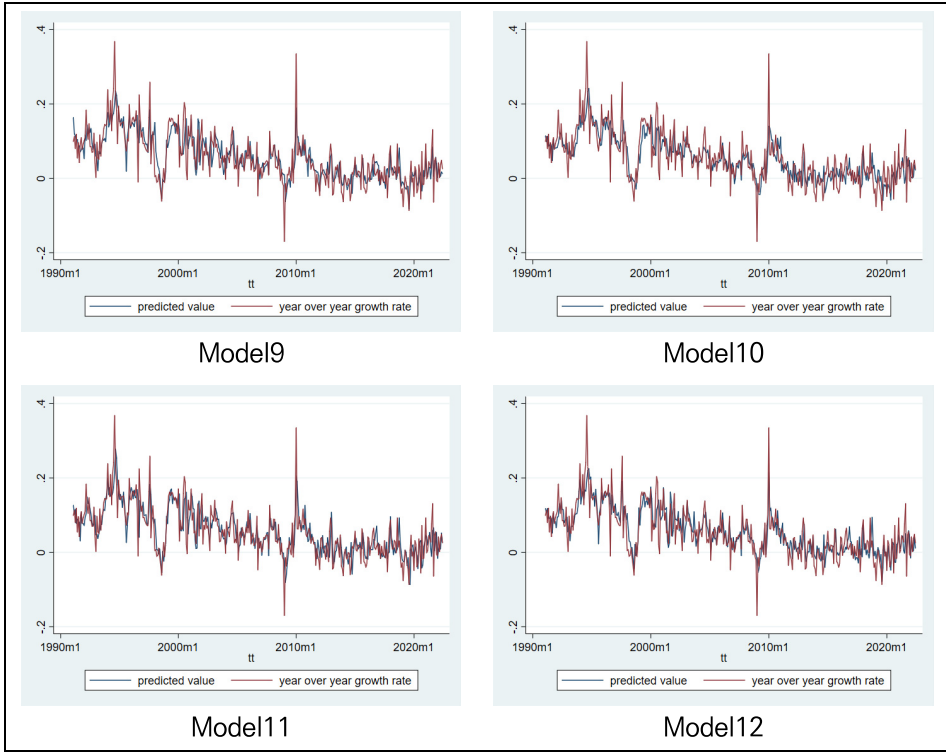 .4
.2
0
-.2
1990m1 2000m1 2010m1 2020m1
tt
predicted value year over year growth rate
Model9
.4
.2
0
-.2
1990m1 2000m1 2010m1 2020m1
tt
predicted value year over year growth rate
Model10
.4
.2
0
-.2
1990m1 2000m1 2010m1 2020m1
tt
predicted value year over year growth rate
Model11
.4
.2
0
-.2
1990m1 2000m1 2010m1 2020m1
tt
predicted value year over year growth rate
Model12